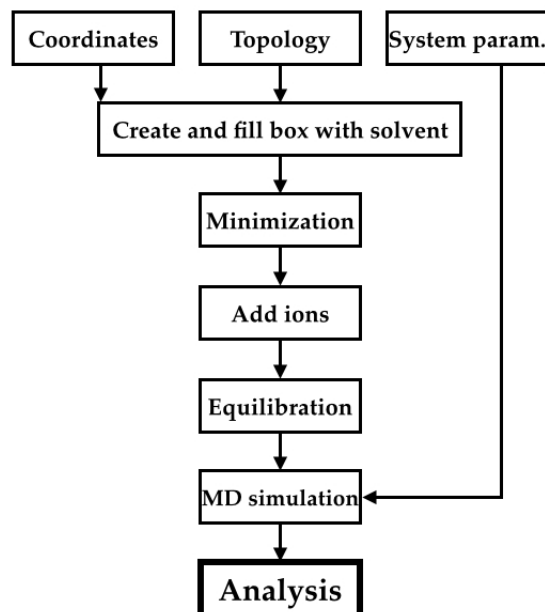 Coordinates
Topology
System param.
Create and fill box with solvent
Minimization
Add ions
Equilibration
MD simulation
Analysis